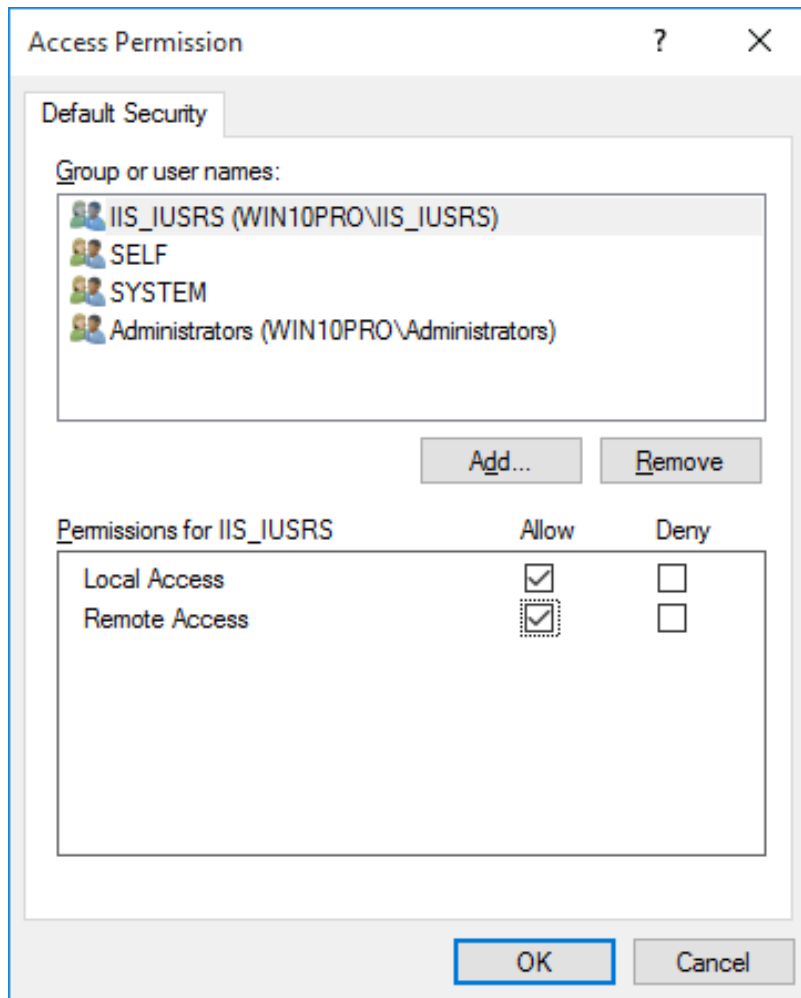 Access Permission ?
Default Security
Group or user names:
IIS_IUSRS (WIN10PRO\IIS_IUSRS)
SELF
SYSTEM
Administrators (WIN10PRO\Administrators)
Add... Remove
Permissions for IIS_IUSRS Allow Deny
Local Access
Remote Access
OK Cancel